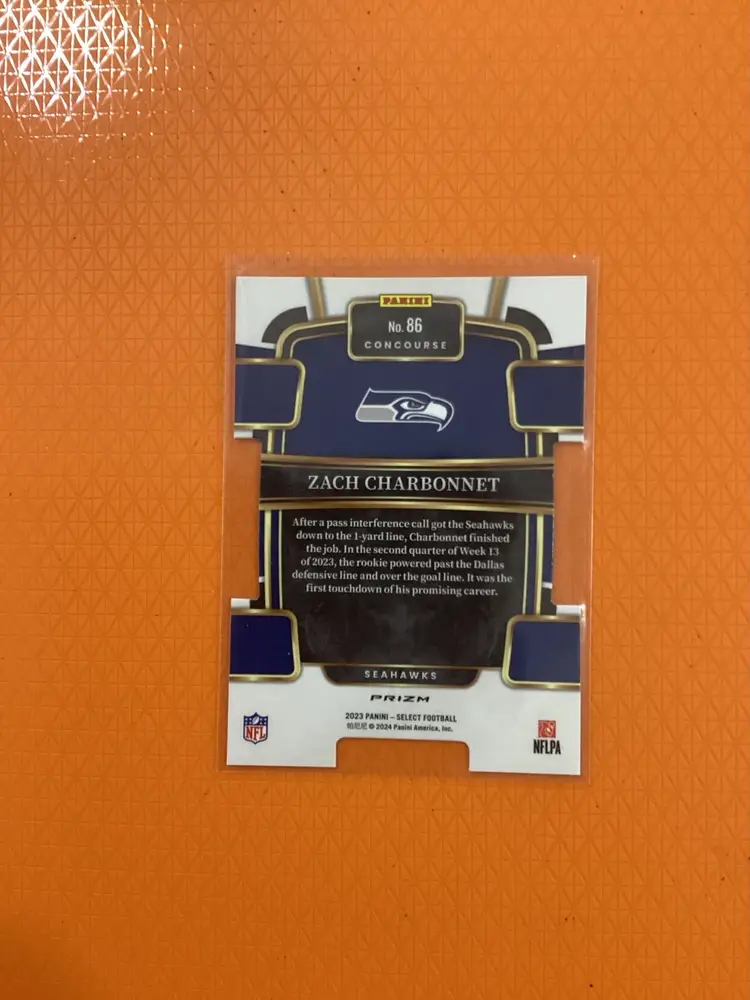 PANINI
No. 86
CONCOURSE
ZACH CHARBONNET
After a pass interference call got the Seahawks
down to the 1-yard line, Charbonnet finished
the job. In the second quarter of Week 13
of 2023, the rookie powered past the Dallas
defensive line and over the goal line. It was the
first touchdown of his promising career.
SEAHAWKS
PRIZM
2023 PANINI – SELECT FOOTBALL
帕尼尼 © 2024 Panini America, Inc.
NFL
NFLPA